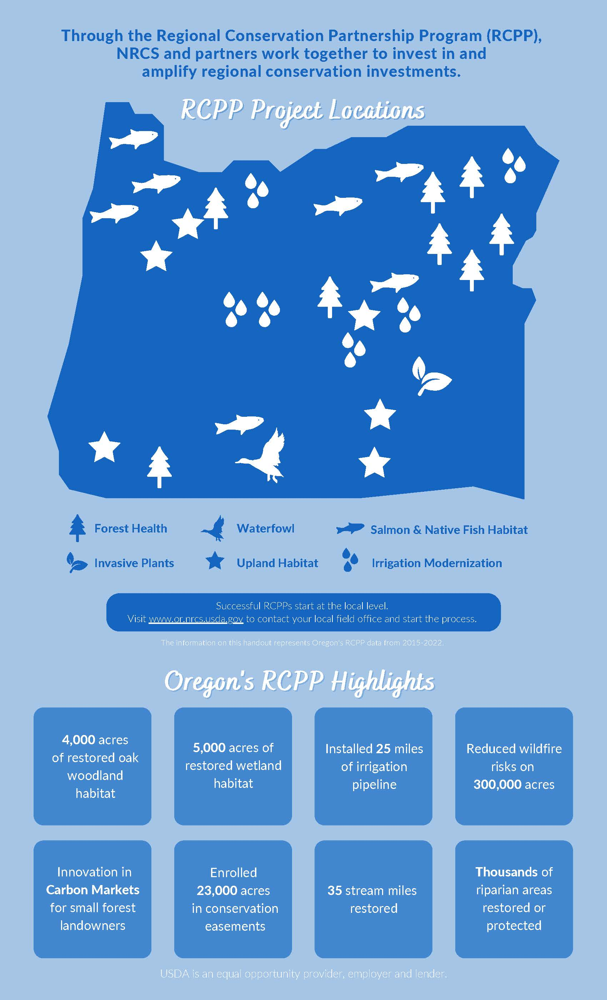 Through the Regional Conservation Partnership Program (RCPP),
NRCS and partners work together to invest in and
amplify regional conservation investments.
RCPP Project Locations
Forest Health
Waterfowl
Salmon & Native Fish Habitat
Invasive Plants
Upland Habitat
Irrigation Modernization
Successful RCPPs start at the local level.
Visit www.or.nrcs.usda.gov to contact your local field office and start the process.
The information on this handout represents Oregon's RCPP data from 2015-2022.
Oregon's RCPP Highlights
4,000 acres
of restored oak
woodland
habitat
5,000 acres of
restored wetland
habitat
Installed 25 miles
of irrigation
pipeline
Reduced wildfire
risks on
300,000 acres
Innovation in
Carbon Markets
for small forest
landowners
Enrolled
23,000 acres
in conservation
easements
35 stream miles
restored
Thousands of
riparian areas
restored or
protected
USDA is an equal opportunity provider, employer and lender.